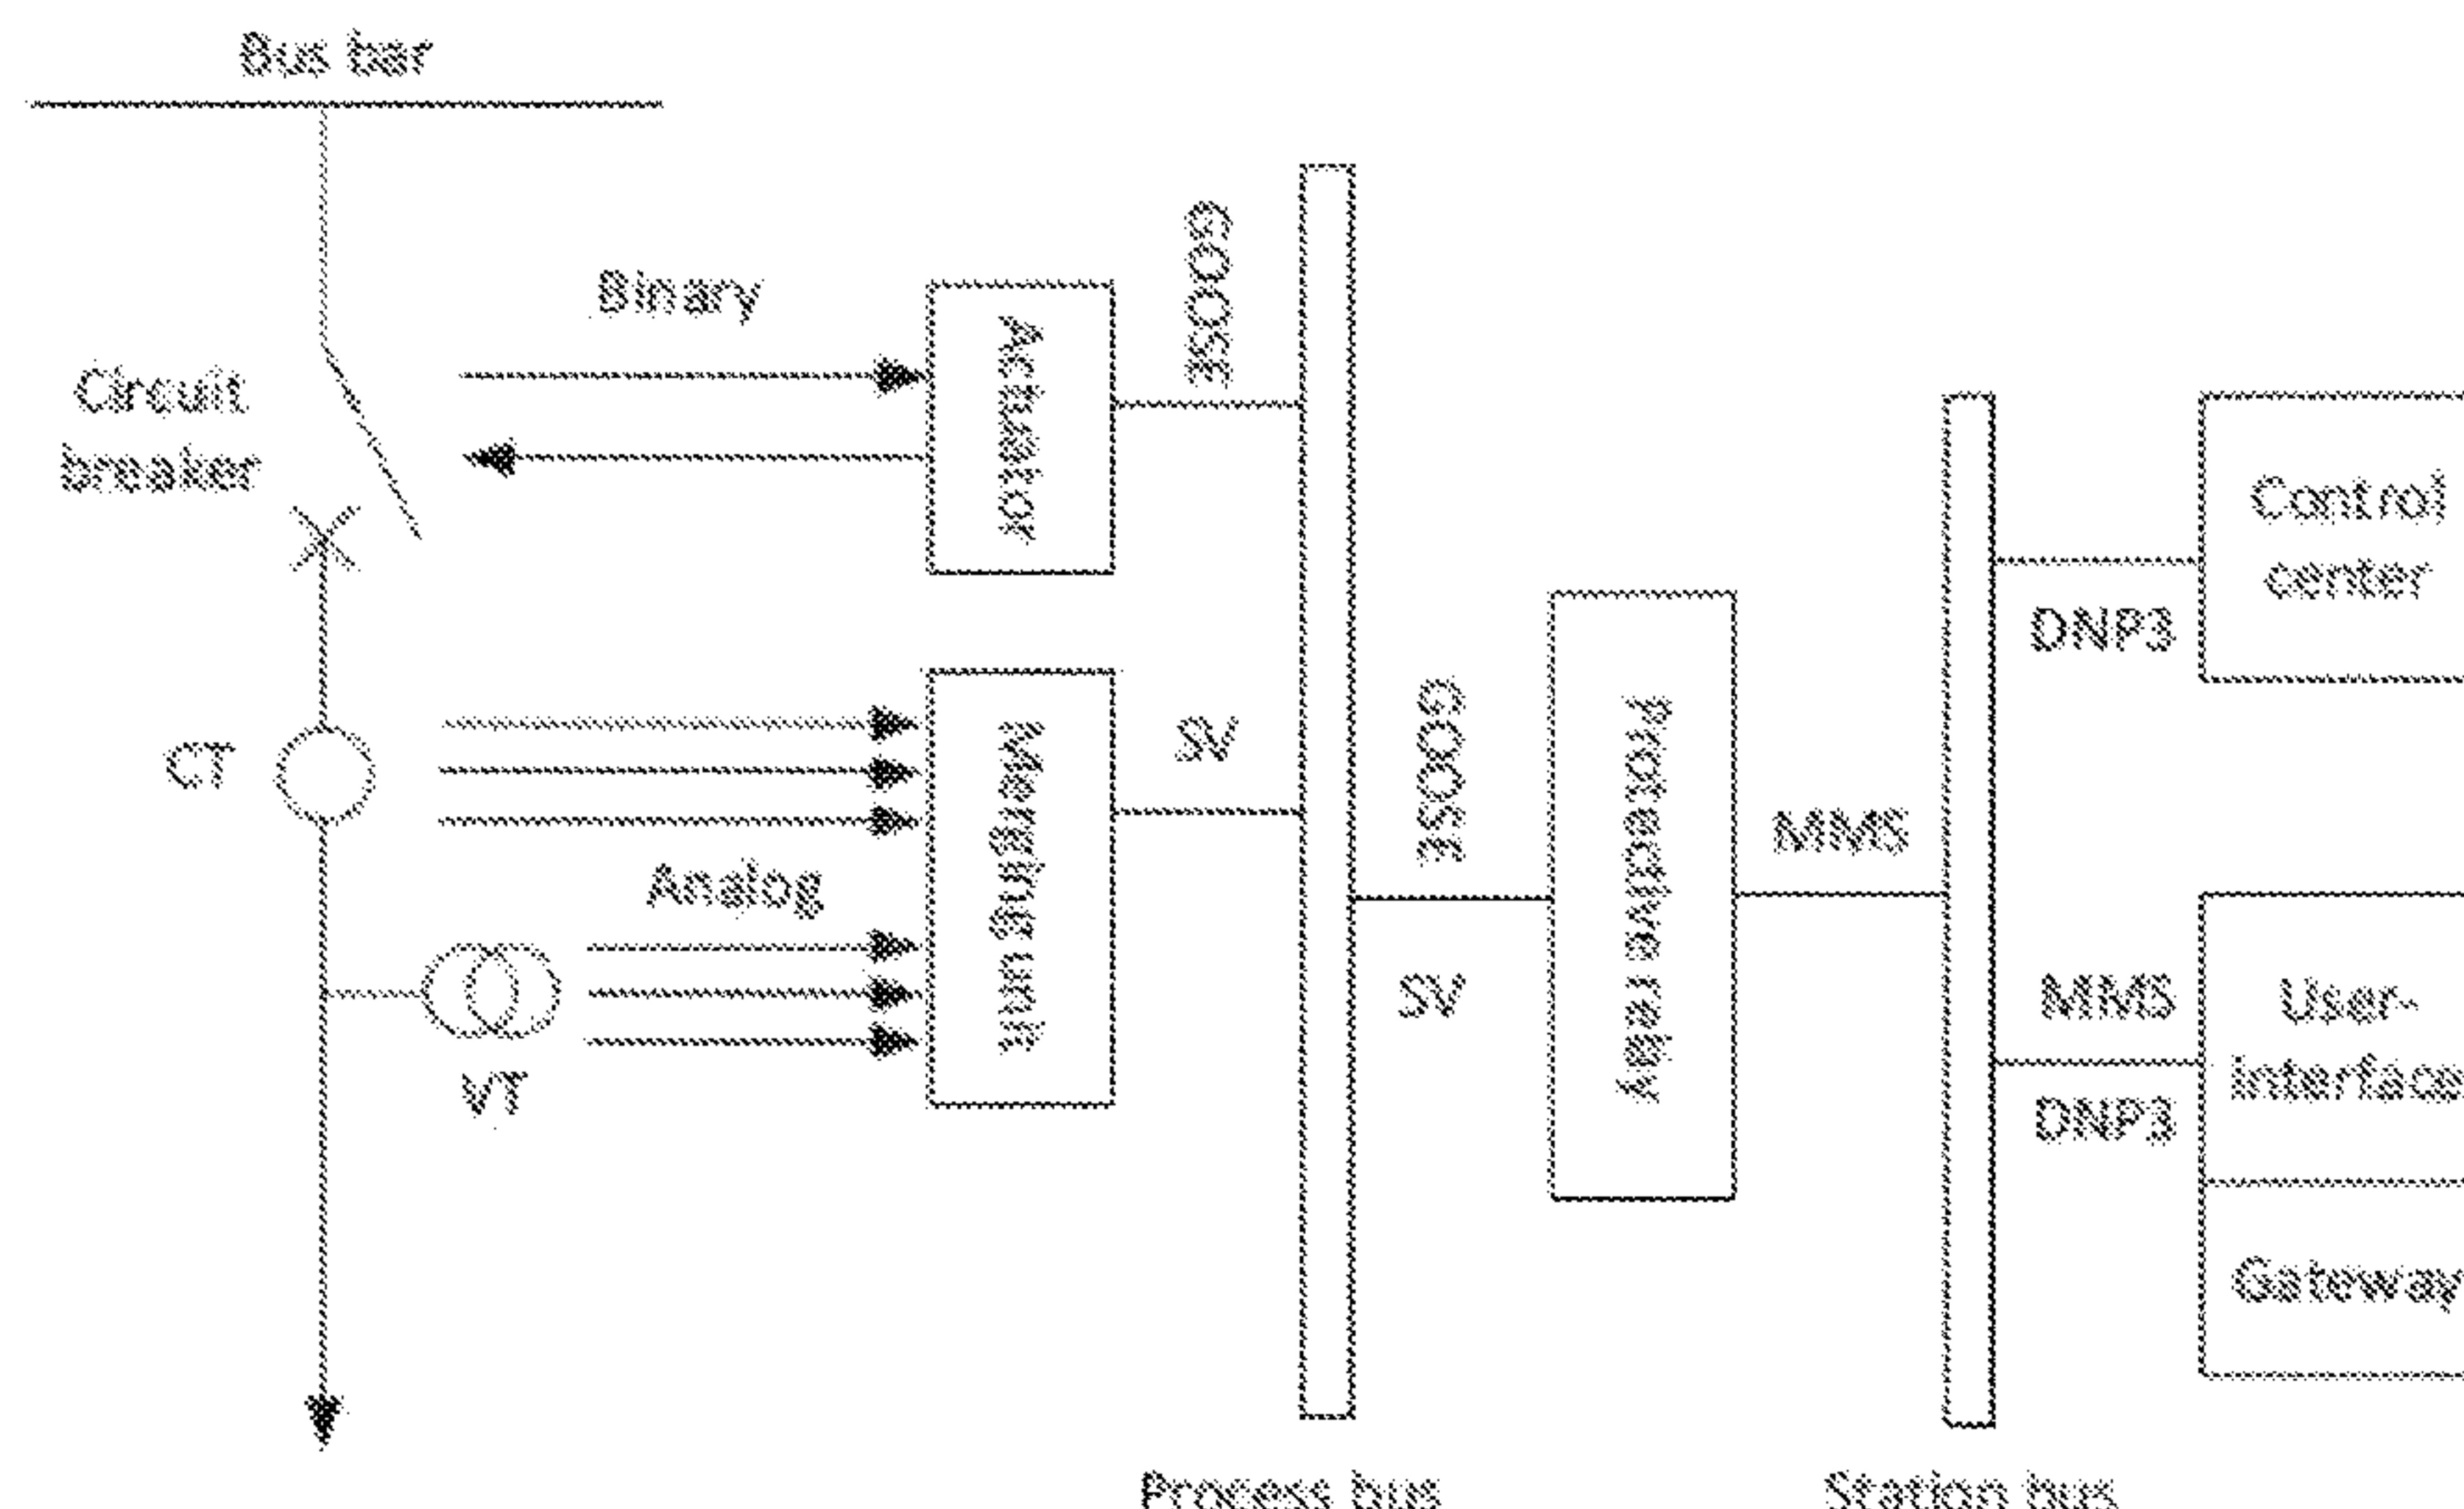 Bus bar
GOOSE
Binary
Actuator
Circuit
breaker
Control
center
DNP3
GOOSE
SV
Merging unit
Protective relay
CT
MMS
Analog
SV
MMS
User-
interface
VT
DNP3
Gateway
Process bus
Station bus